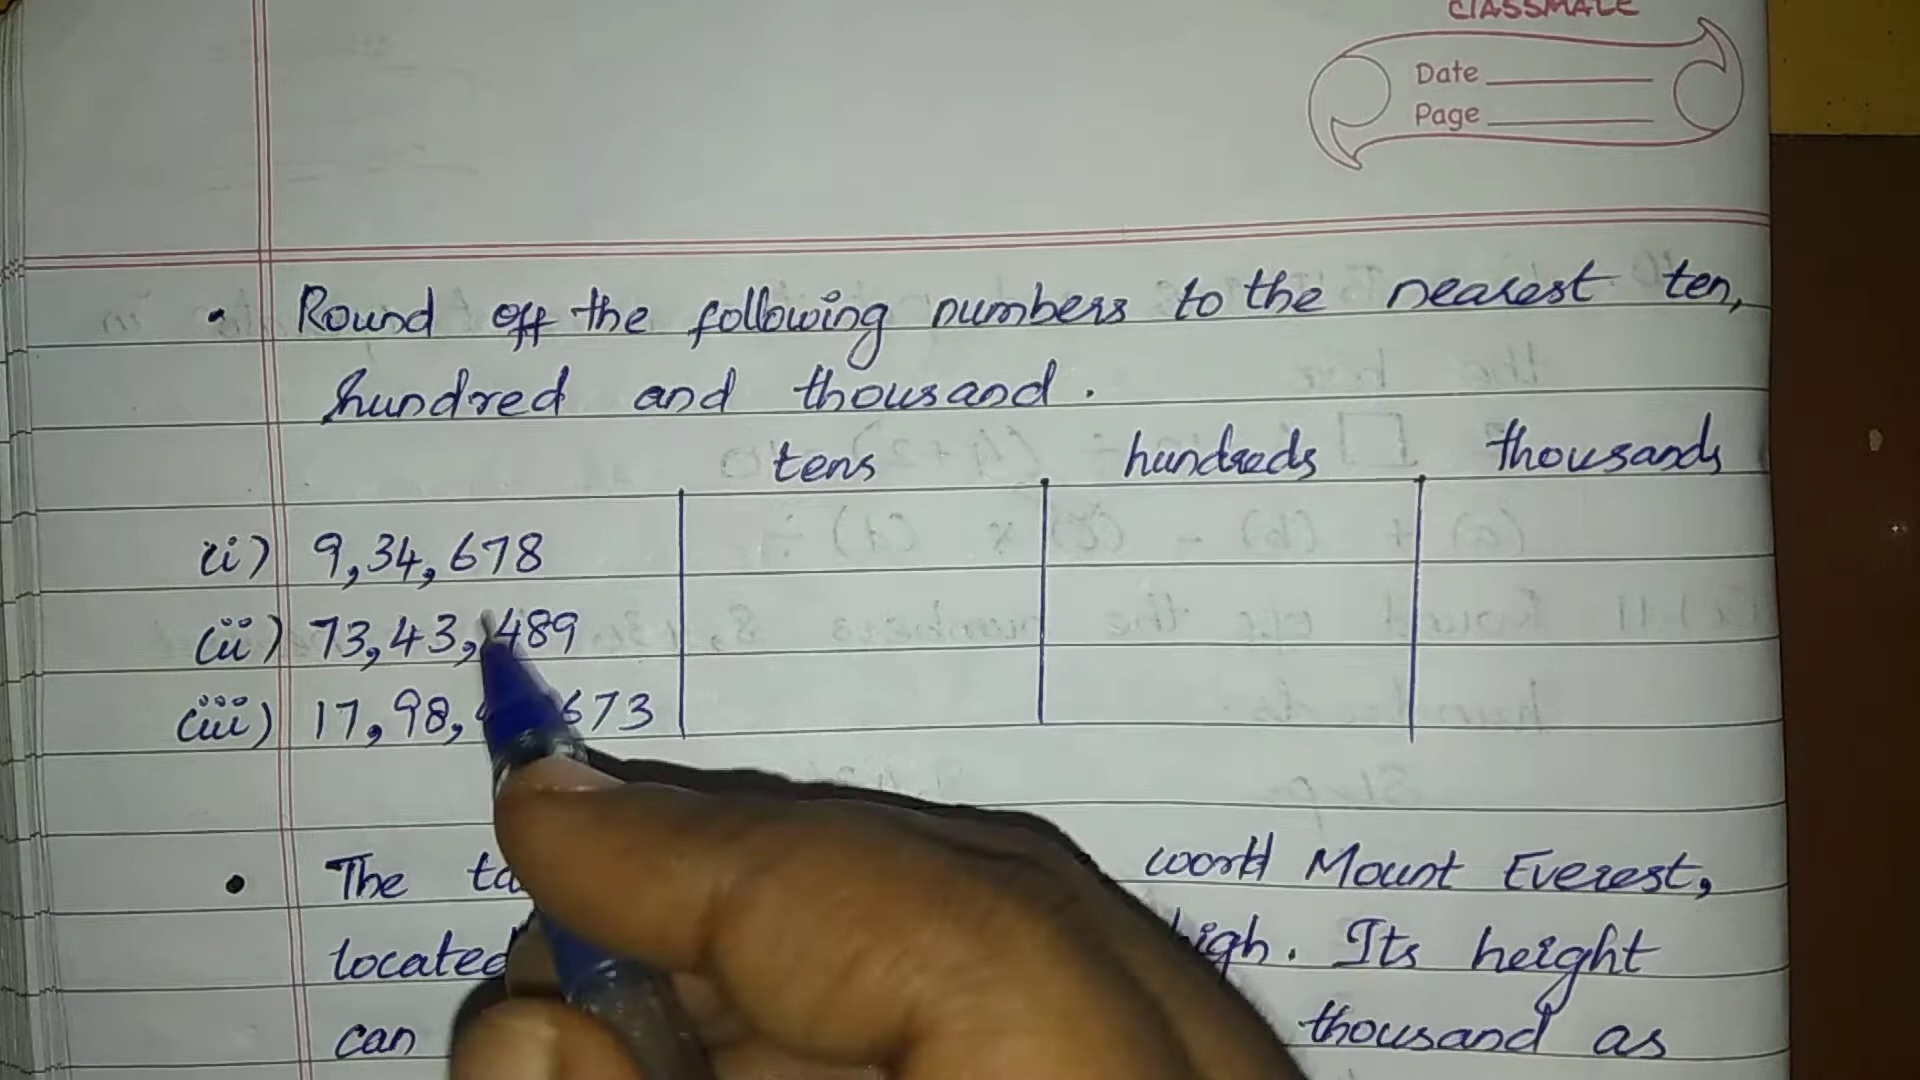 CLASSMATE
Date
Page
• Round off the following numbers to the nearest ten,
hundred and thousand.
tens hundreds thousands
(i) 9,34,678
(ii) 73,43,489
(iii) 17,98, 673
• The world Mount Everest,
located high. Its height
can thousand as